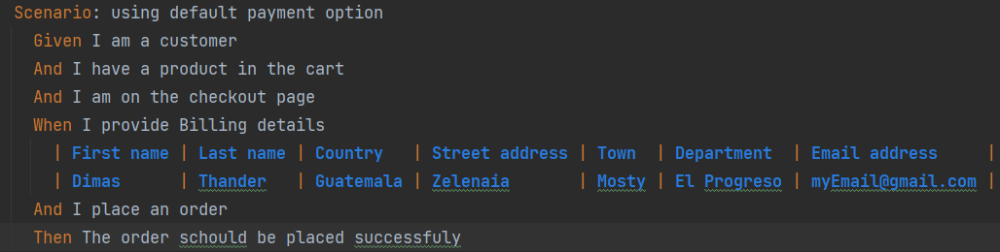 Scenario: using default payment option
Given I am a customer
And I have a product in the cart
And I am on the checkout page
When I provide Billing details
| First name | Last name | Country | Street address | Town | Department | Email address |
| Dimas | Thander | Guatemala | Zelenaia | Mosty | El Progreso | myEmail@gmail.com |
And I place an order
Then The order schould be placed successfuly